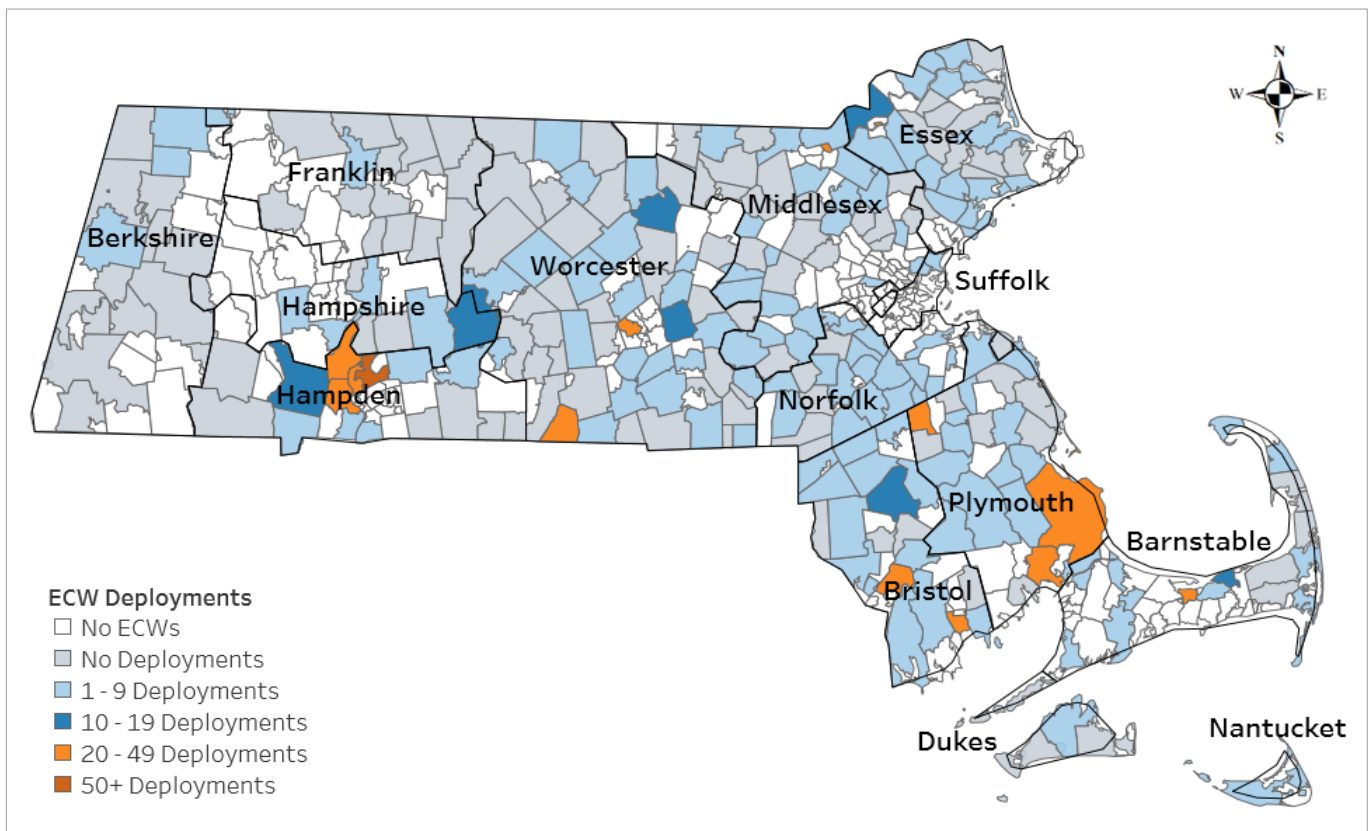 N
W E
S
Essex
Franklin
Middlesex
Berkshire
Worcester
Suffolk
Hampshire
Hampden
Norfolk
Plymouth
Barnstable
Bristol
ECW Deployments
No ECWs
No Deployments
1 - 9 Deployments
10 - 19 Deployments
20 - 49 Deployments
50+ Deployments
Dukes
Nantucket